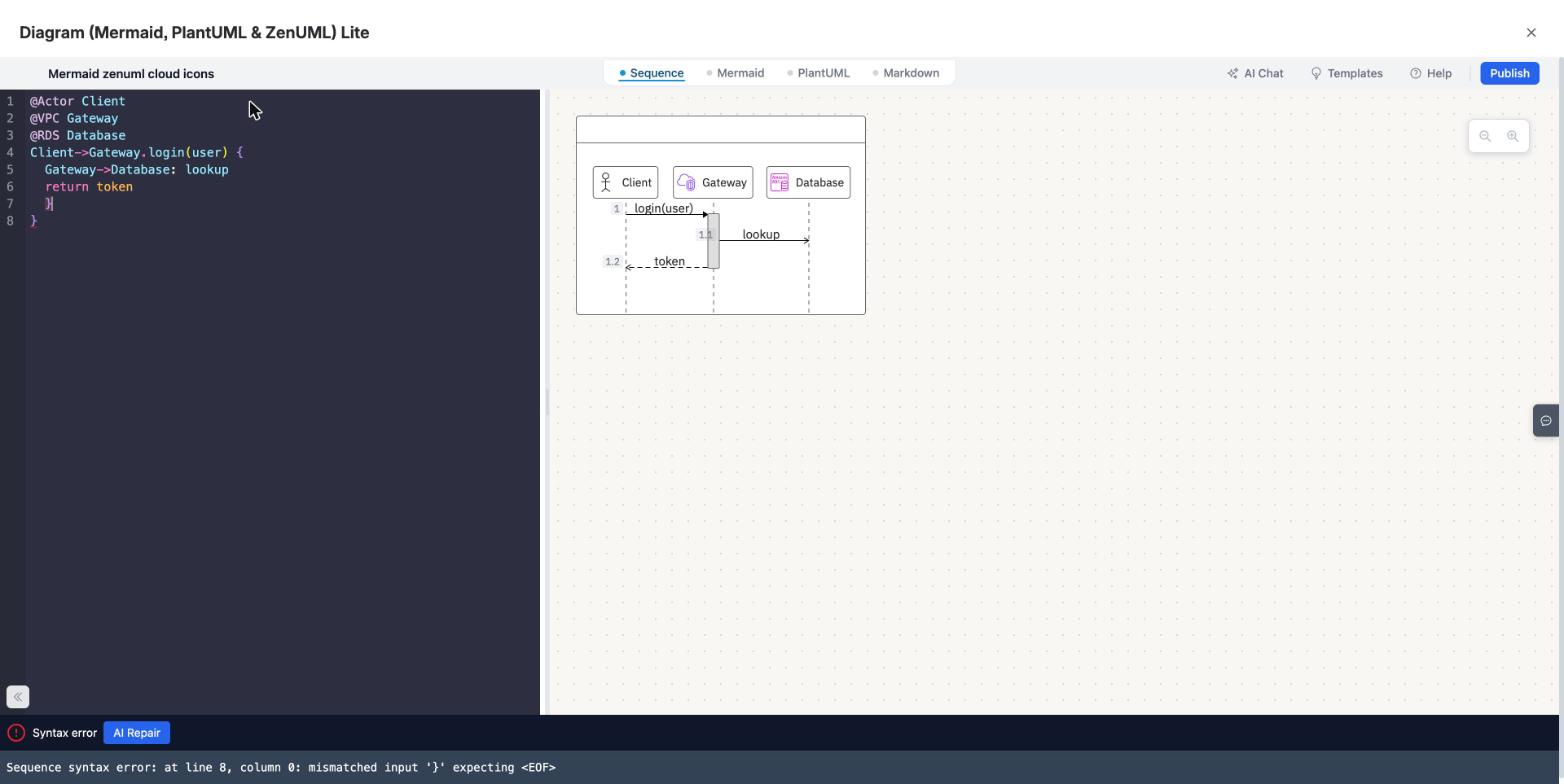 Diagram (Mermaid, PlantUML & ZenUML) Lite
Mermaid zenuml cloud icons
Sequence Mermaid PlantUML Markdown
AI Chat Templates Help Publish
1 @Actor Client
2 @VPC Gateway
3 @RDS Database
4 Client->Gateway.login(user) {
5   Gateway->Database: lookup
6   return token
7   }
8 }
Client Gateway Database
1 login(user)
1.1 lookup
1.2 token
Syntax error AI Repair
Sequence syntax error: at line 8, column 0: mismatched input '}' expecting <EOF>